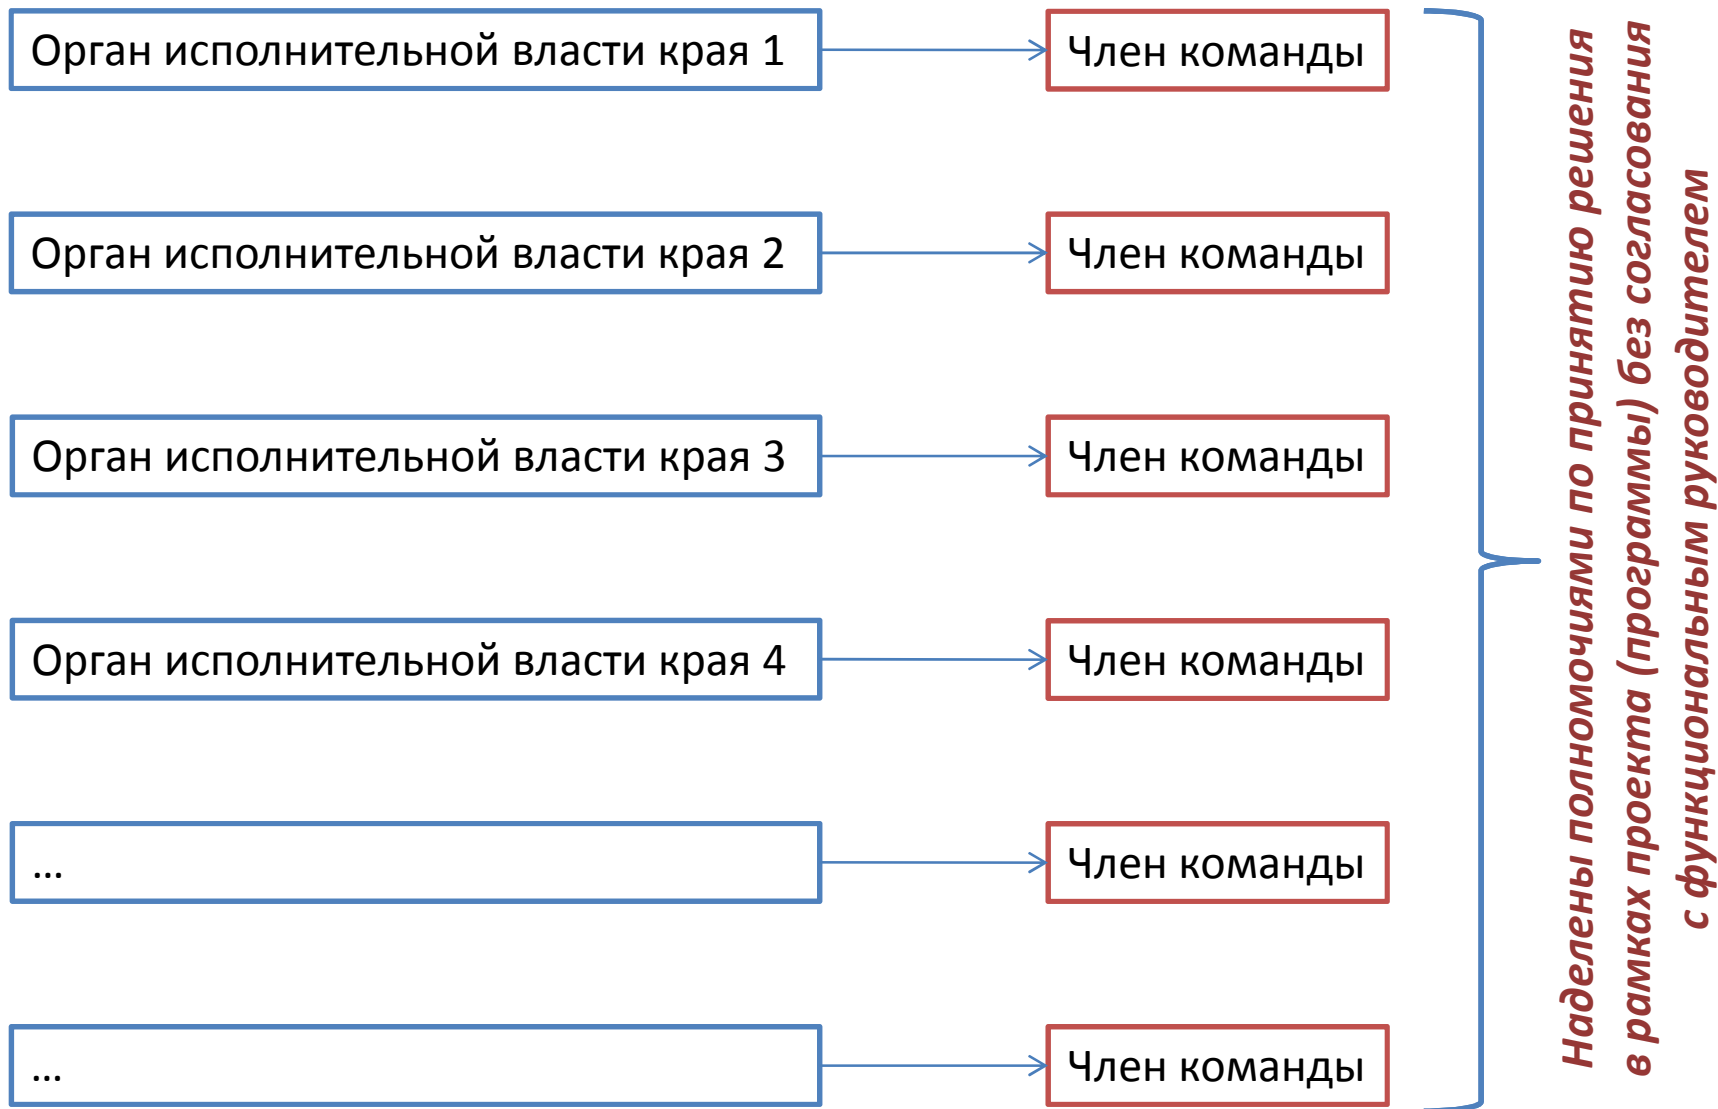 Орган исполнительной власти края 1
Член команды
Орган исполнительной власти края 2
Член команды
Орган исполнительной власти края 3
Член команды
Орган исполнительной власти края 4
Член команды
...
Член команды
...
Член команды
Наделены полномочиями по принятию решения
в рамках проекта (программы) без согласования
с функциональным руководителем